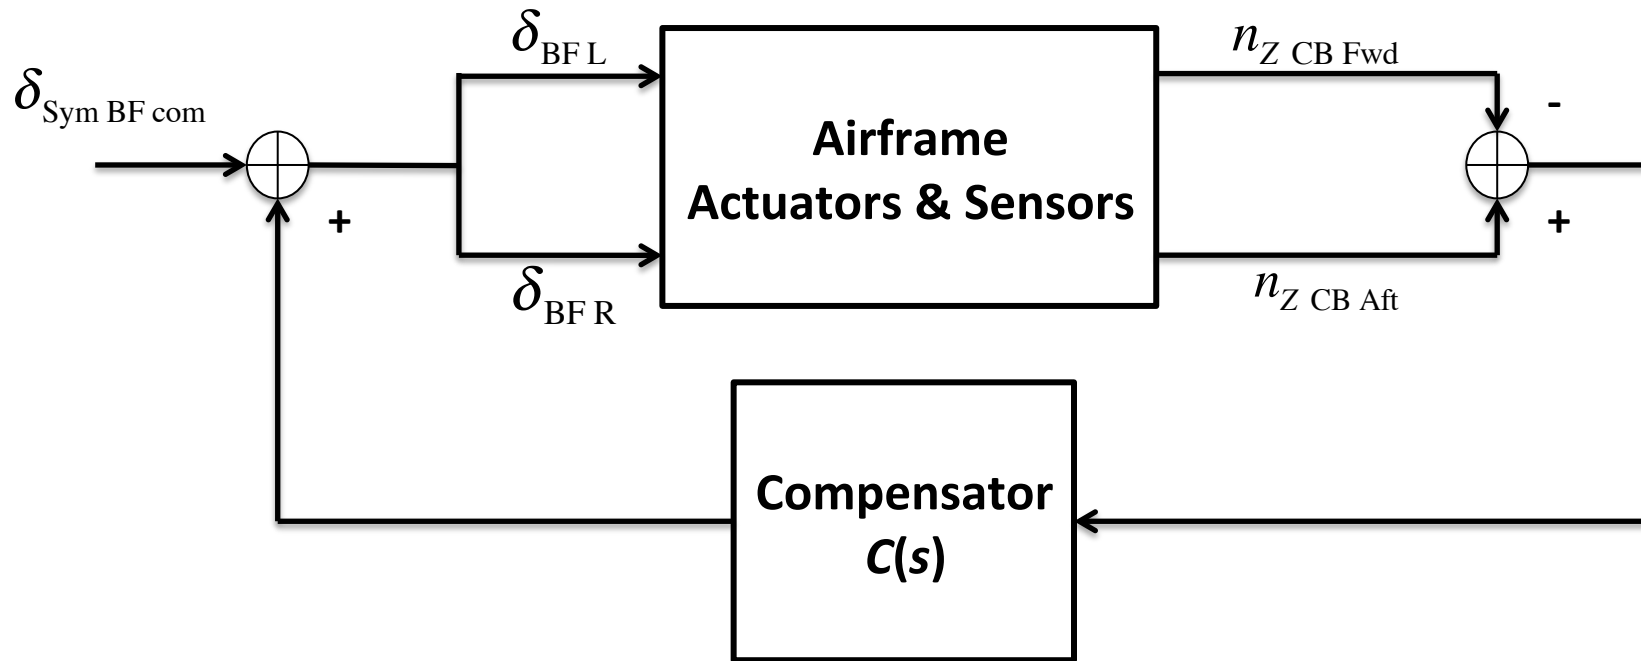 δSym BF com
δBF L
δBF R
+
Airframe
Actuators & Sensors
nZ CB Fwd
nZ CB Aft
-
+
Compensator
C(s)